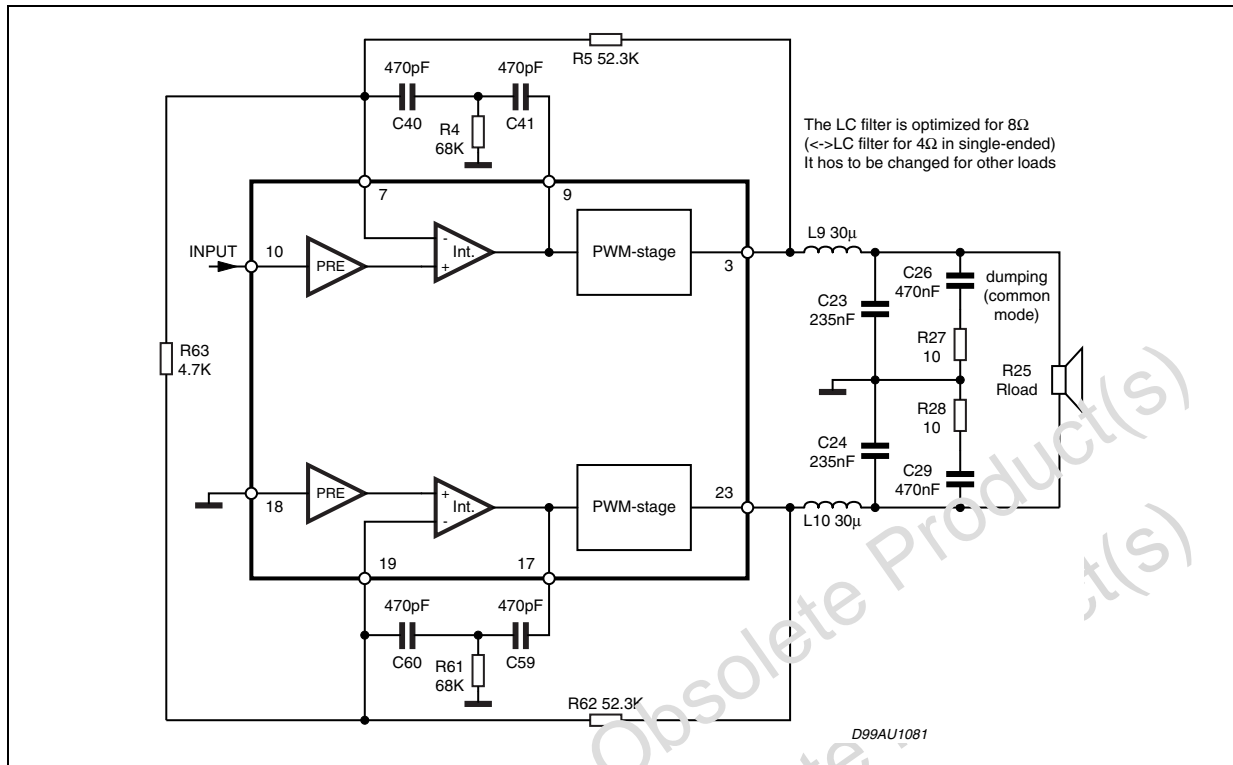 R5 52.3K
470pF
470pF
C40
R4
68K
C41
The LC filter is optimized for 8Ω
(<->LC filter for 4Ω in single-ended)
It hos to be changed for other loads
7
9
INPUT
10
PRE
-
+
Int.
PWM-stage
3
L9 30μ
C23
235nF
C26
470nF
dumping
(common
mode)
R27
10
R63
4.7K
R25
Rload
R28
10
C24
235nF
C29
470nF
18
PRE
+
-
Int.
PWM-stage
23
L10 30μ
19
17
470pF
470pF
C60
R61
68K
C59
R62 52.3K
D99AU1081
Obsolete Product(s)